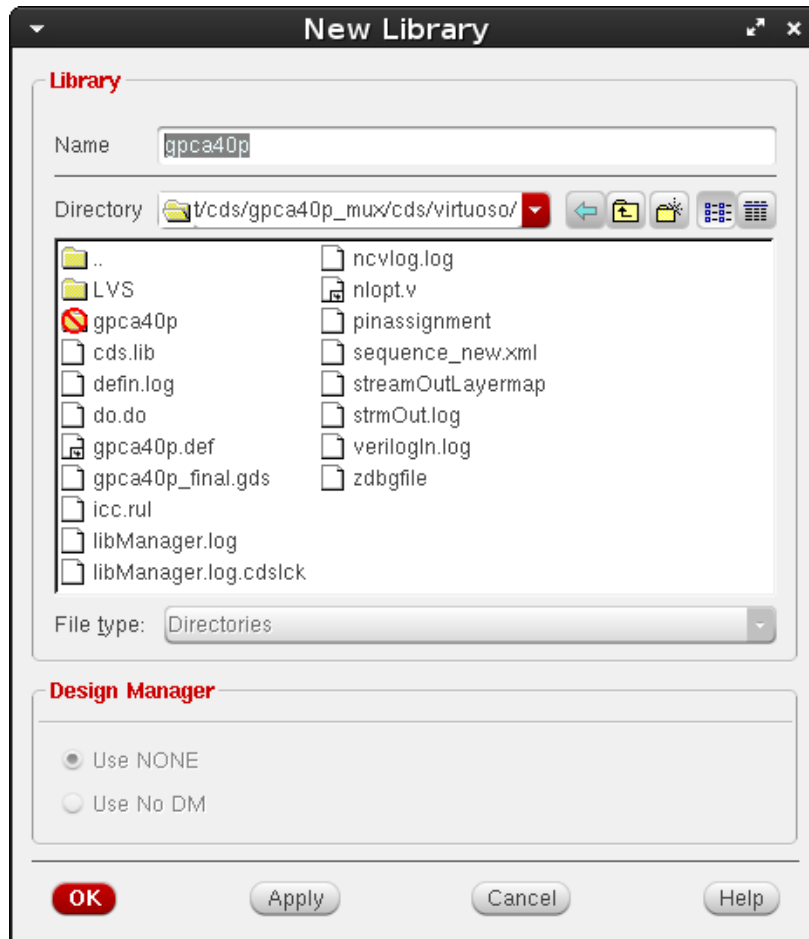 New Library
Library
Name gpca40p
Directory t/cds/gpca40p_mux/cds/virtuoso/
..
LVS
gpca40p
cds.lib
defin.log
do.do
gpca40p.def
gpca40p_final.gds
icc.rul
libManager.log
libManager.log.cdslck
ncvlog.log
nlopt.v
pinassignment
sequence_new.xml
streamOutLayermap
strmOut.log
verilogIn.log
zdbgfile
File type: Directories
Design Manager
Use NONE
Use No DM
OK Apply Cancel Help